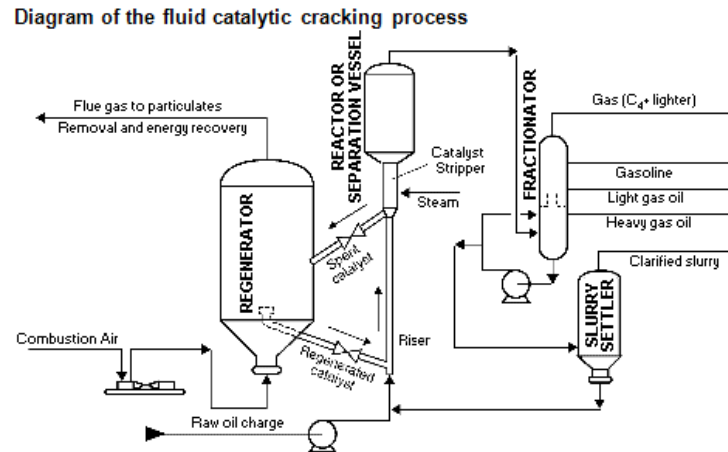 Diagram of the fluid catalytic cracking process
Flue gas to particulates
Removal and energy recovery
REACTOR OR
SEPARATION VESSEL
FRACTIONATOR
Gas (C₄+ lighter)
Catalyst
Stripper
Steam
Gasoline
Light gas oil
Heavy gas oil
REGENERATOR
Spent
catalyst
Clarified slurry
SLURRY
SETTLER
Combustion Air
Regenerated
catalyst
Riser
Raw oil charge